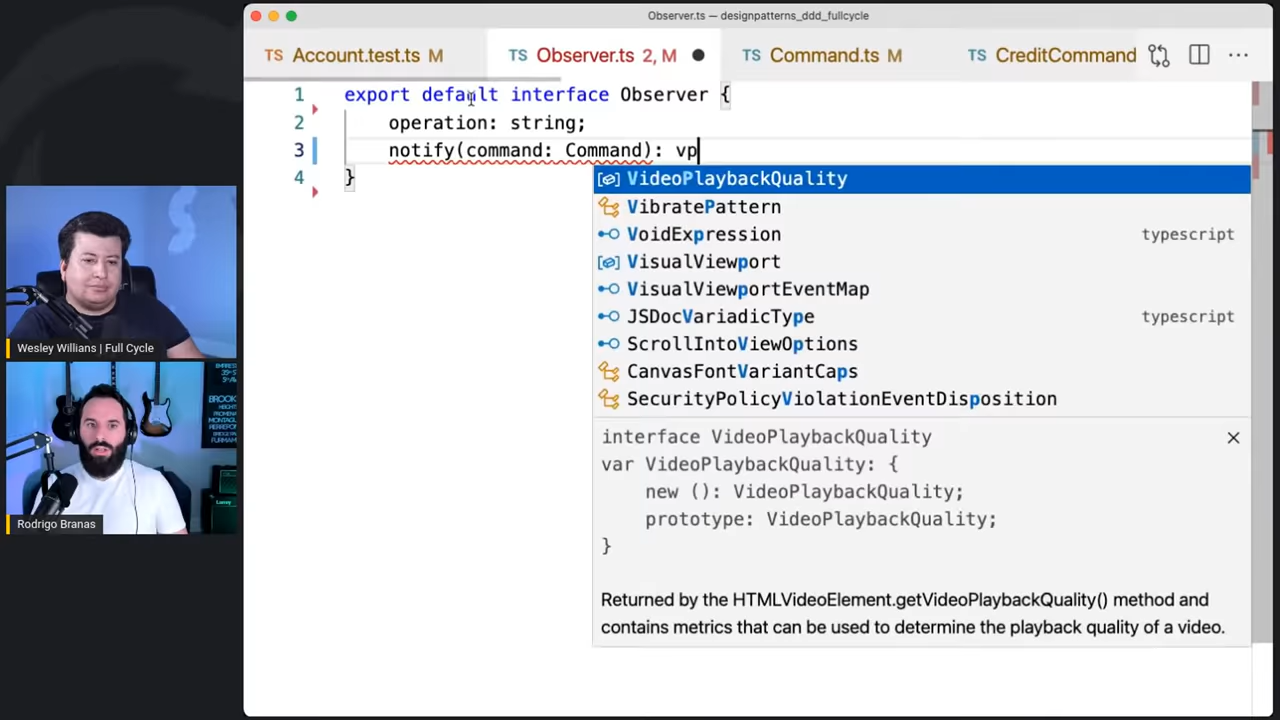 Observer.ts — designpatterns_ddd_fullcycle
TS Account.test.ts M
TS Observer.ts 2, M
TS Command.ts M
TS CreditCommand
1 export default interface Observer {
2 operation: string;
3 notify(command: Command): vp
4 }
VideoPlaybackQuality
VibratePattern
VoidExpression typescript
VisualViewport
VisualViewportEventMap
JSDocVariadicType typescript
ScrollIntoViewOptions
CanvasFontVariantCaps
SecurityPolicyViolationEventDisposition
interface VideoPlaybackQuality
var VideoPlaybackQuality: {
new (): VideoPlaybackQuality;
prototype: VideoPlaybackQuality;
}
Returned by the HTMLVideoElement.getVideoPlaybackQuality() method and
contains metrics that can be used to determine the playback quality of a video.
Wesley Willians | Full Cycle
BROOK
Rodrigo Branas